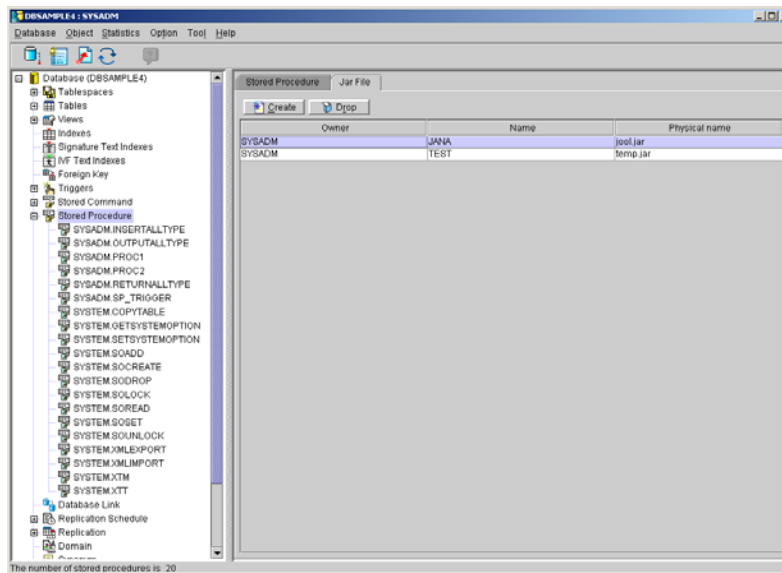 DBSAMPLE4 : SYSADM
Database Object Statistics Option Tool Help
Database (DBSAMPLE4)
Tablespaces
Tables
Views
Indexes
Signature Text Indexes
IVF Text Indexes
Foreign Key
Triggers
Stored Command
Stored Procedure
SYSADM.INSERTALLTYPE
SYSADM.OUTPUTALLTYPE
SYSADM.PROC1
SYSADM.PROC2
SYSADM.RETURNALLTYPE
SYSADM.SP_TRIGGER
SYSTEM.COPYTABLE
SYSTEM.GETSYSTEMOPTION
SYSTEM.SETSYSTEMOPTION
SYSTEM.SOADD
SYSTEM.SOCREATE
SYSTEM.SODROP
SYSTEM.SOLOCK
SYSTEM.SOREAD
SYSTEM.SOSET
SYSTEM.SOUNLOCK
SYSTEM.XMLEXPORT
SYSTEM.XMLIMPORT
SYSTEM.XTM
SYSTEM.XTT
Database Link
Replication Schedule
Replication
Domain
Stored Procedure Jar File
Create Drop
Owner Name Physical name
SYSADM JANA jool.jar
SYSADM TEST temp.jar
The number of stored procedures is 20